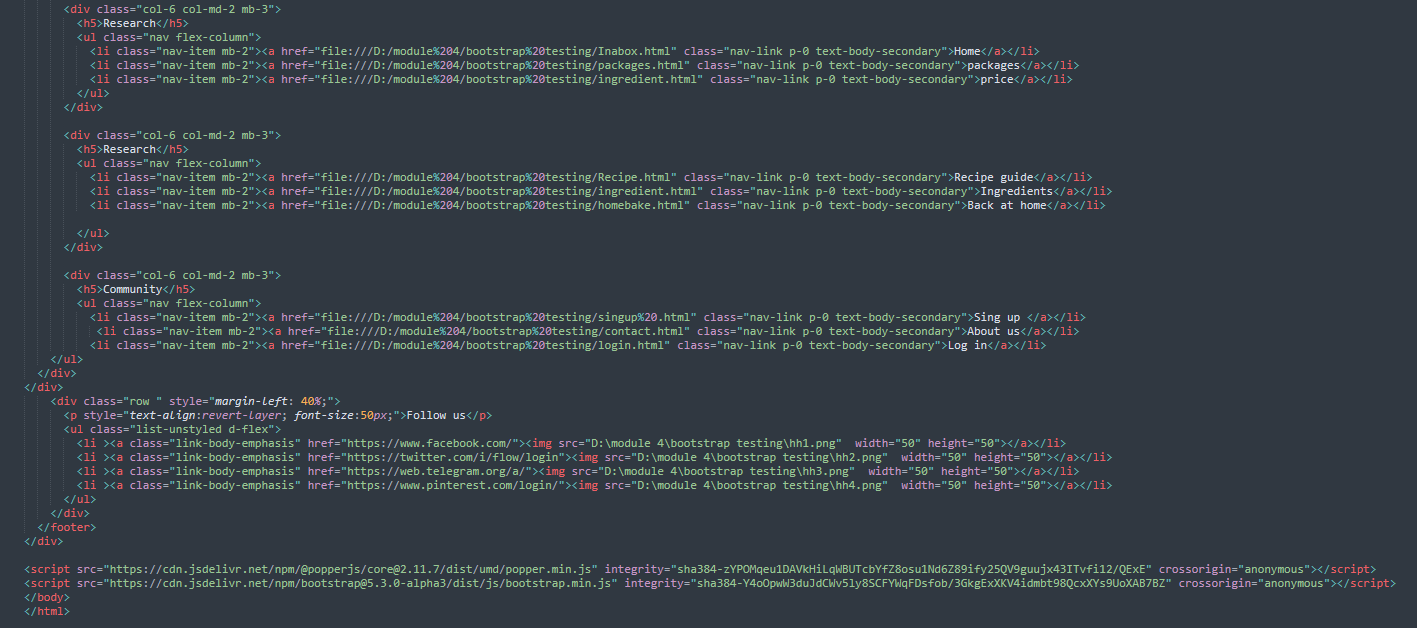 <div class="col-6 col-md-2 mb-3">
<h5>Research</h5>
<ul class="nav flex-column">
<li class="nav-item mb-2"><a href="file:///D:/module%204/bootstrap%20testing/Inabox.html" class="nav-link p-0 text-body-secondary">Home</a></li>
<li class="nav-item mb-2"><a href="file:///D:/module%204/bootstrap%20testing/packages.html" class="nav-link p-0 text-body-secondary">packages</a></li>
<li class="nav-item mb-2"><a href="file:///D:/module%204/bootstrap%20testing/ingredient.html" class="nav-link p-0 text-body-secondary">price</a></li>
</ul>
</div>
<div class="col-6 col-md-2 mb-3">
<h5>Research</h5>
<ul class="nav flex-column">
<li class="nav-item mb-2"><a href="file:///D:/module%204/bootstrap%20testing/Recipe.html" class="nav-link p-0 text-body-secondary">Recipe guide</a></li>
<li class="nav-item mb-2"><a href="file:///D:/module%204/bootstrap%20testing/ingredient.html" class="nav-link p-0 text-body-secondary">Ingredients</a></li>
<li class="nav-item mb-2"><a href="file:///D:/module%204/bootstrap%20testing/homebake.html" class="nav-link p-0 text-body-secondary">Back at home</a></li>
</ul>
</div>
<div class="col-6 col-md-2 mb-3">
<h5>Community</h5>
<ul class="nav flex-column">
<li class="nav-item mb-2"><a href="file:///D:/module%204/bootstrap%20testing/singup%20.html" class="nav-link p-0 text-body-secondary">Sing up </a></li>
<li class="nav-item mb-2"><a href="file:///D:/module%204/bootstrap%20testing/contact.html" class="nav-link p-0 text-body-secondary">About us</a></li>
<li class="nav-item mb-2"><a href="file:///D:/module%204/bootstrap%20testing/login.html" class="nav-link p-0 text-body-secondary">Log in</a></li>
</ul>
</div>
</div>
<div class="row " style="margin-left: 40%;">
<p style="text-align:revert-layer; font-size:50px;">Follow us</p>
<ul class="list-unstyled d-flex">
<li ><a class="link-body-emphasis" href="https://www.facebook.com/"><img src="D:\module 4\bootstrap testing\hh1.png"  width="50" height="50"></a></li>
<li ><a class="link-body-emphasis" href="https://twitter.com/i/flow/login"><img src="D:\module 4\bootstrap testing\hh2.png"  width="50" height="50"></a></li>
<li ><a class="link-body-emphasis" href="https://web.telegram.org/a/"><img src="D:\module 4\bootstrap testing\hh3.png"  width="50" height="50"></a></li>
<li ><a class="link-body-emphasis" href="https://www.pinterest.com/login/"><img src="D:\module 4\bootstrap testing\hh4.png"  width="50" height="50"></a></li>
</ul>
</div>
</footer>
</div>
<script src="https://cdn.jsdelivr.net/npm/@popperjs/core@2.11.7/dist/umd/popper.min.js" integrity="sha384-zYPOMqeu1DAVkHiLqWBUTcbYfZ8osu1Nd6Z89ify25QV9guujx43ITvfi12/QExE" crossorigin="anonymous"></script>
<script src="https://cdn.jsdelivr.net/npm/bootstrap@5.3.0-alpha3/dist/js/bootstrap.min.js" integrity="sha384-Y4oOpwW3duJdCWv5ly8SCFYWqFDsfob/3GkgExXKV4idmbt98QcxXYs9UoXAB7BZ" crossorigin="anonymous"></script>
</body>
</html>